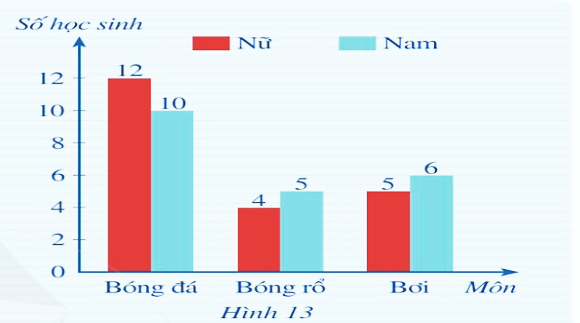 Số học sinh
Nữ Nam
12
10
8
6
4
2
0
12 10
4 5
5 6
Bóng đá Bóng rổ Bơi Môn
Hình 13